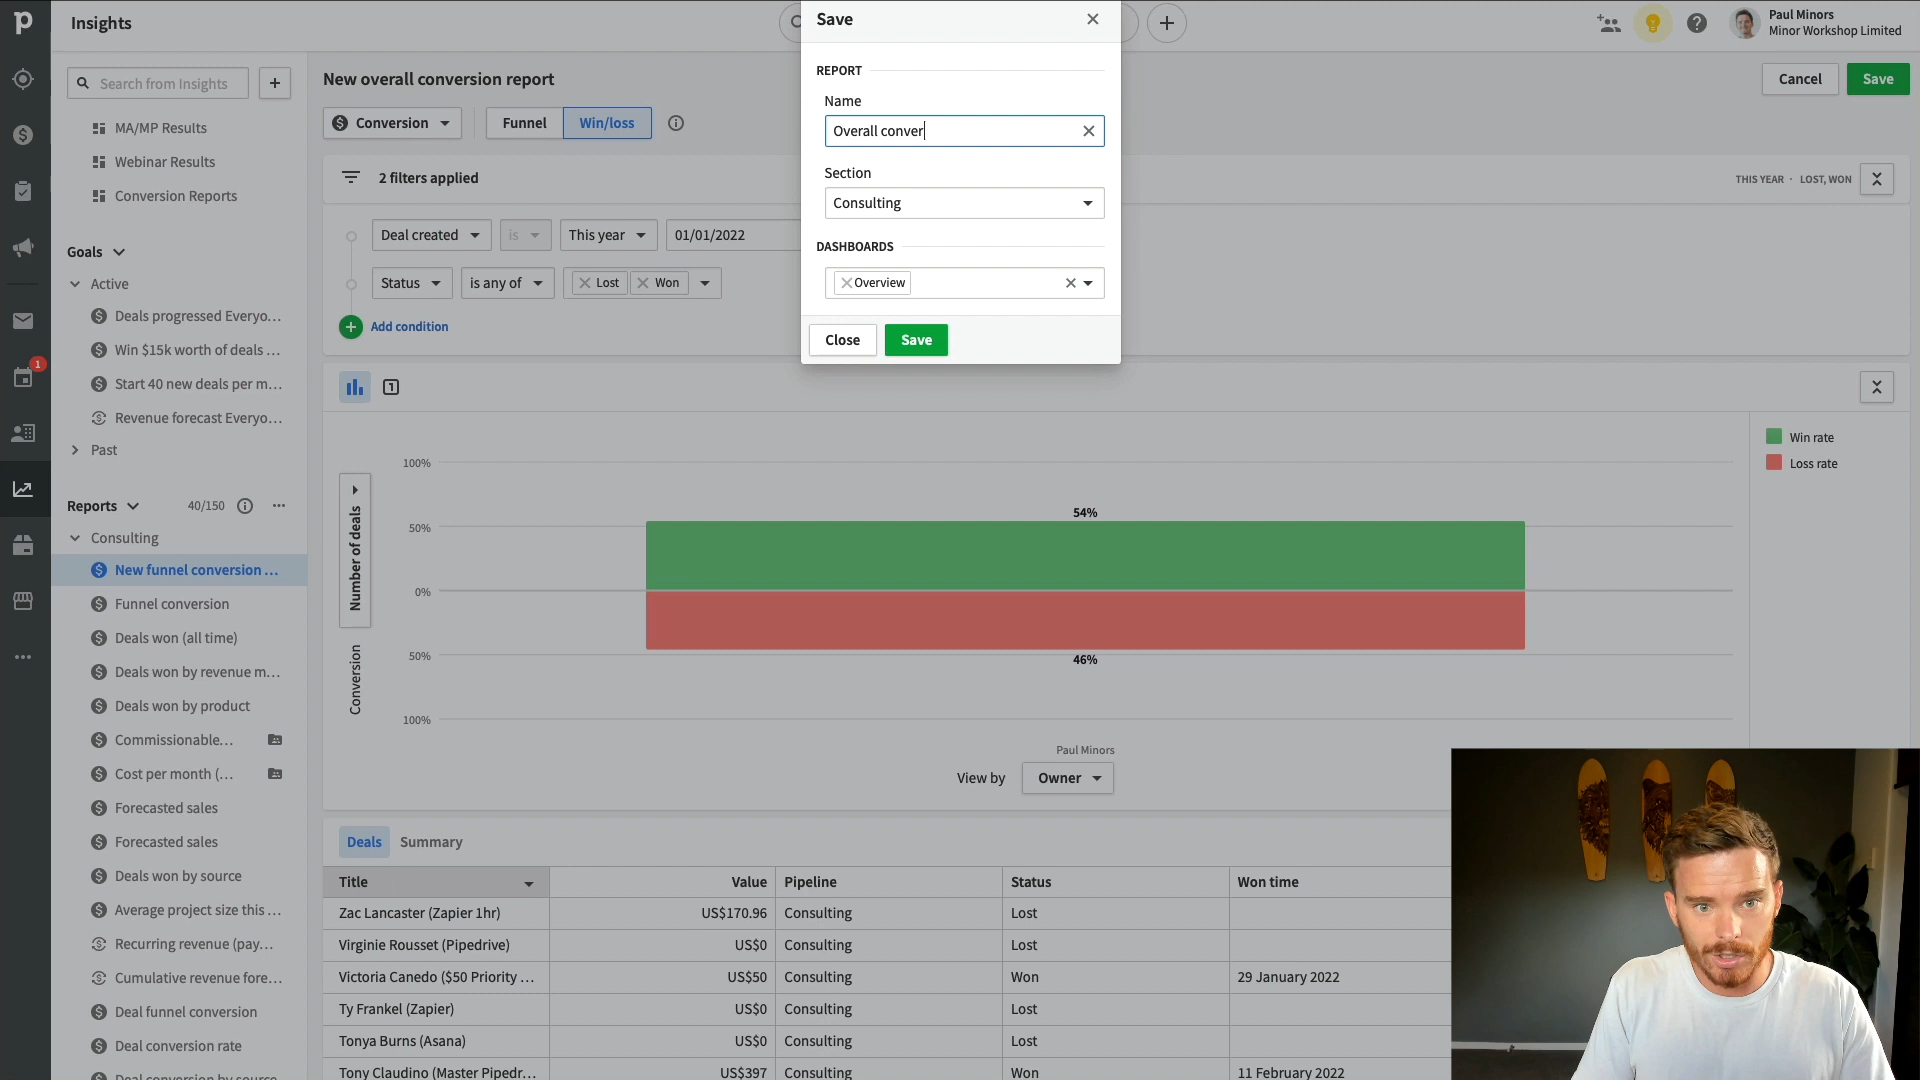 p
Insights
Paul Minors
Minor Workshop Limited
Search from Insights
MA/MP Results
Webinar Results
Conversion Reports
Goals
Active
Deals progressed Everyo...
Win $15k worth of deals ...
Start 40 new deals per m...
Revenue forecast Everyo...
Past
1
Reports 40/150
Consulting
New funnel conversion ...
Funnel conversion
Deals won (all time)
Deals won by revenue m...
Deals won by product
Commissionable...
Cost per month (...
Forecasted sales
Forecasted sales
Deals won by source
Average project size this ...
Recurring revenue (pay...
Cumulative revenue fore...
Deal funnel conversion
Deal conversion rate
Deal conversion by source
New overall conversion report
Cancel
Save
Conversion
Funnel
Win/loss
2 filters applied
THIS YEAR · LOST, WON
Deal created
is
This year
01/01/2022
Status
is any of
Lost
Won
Add condition
Save
REPORT
Name
Overall conver
Section
Consulting
DASHBOARDS
Overview
Close
Save
1
Number of deals
Conversion
100%
50%
0%
50%
100%
54%
46%
Paul Minors
View by
Owner
Win rate
Loss rate
Deals
Summary
Title Value Pipeline Status Won time
Zac Lancaster (Zapier 1hr) US$170.96 Consulting Lost
Virginie Rousset (Pipedrive) US$0 Consulting Lost
Victoria Canedo ($50 Priority ... US$50 Consulting Won 29 January 2022
Ty Frankel (Zapier) US$0 Consulting Lost
Tonya Burns (Asana) US$0 Consulting Lost
Tony Claudino (Master Pipedr... US$397 Consulting Won 11 February 2022